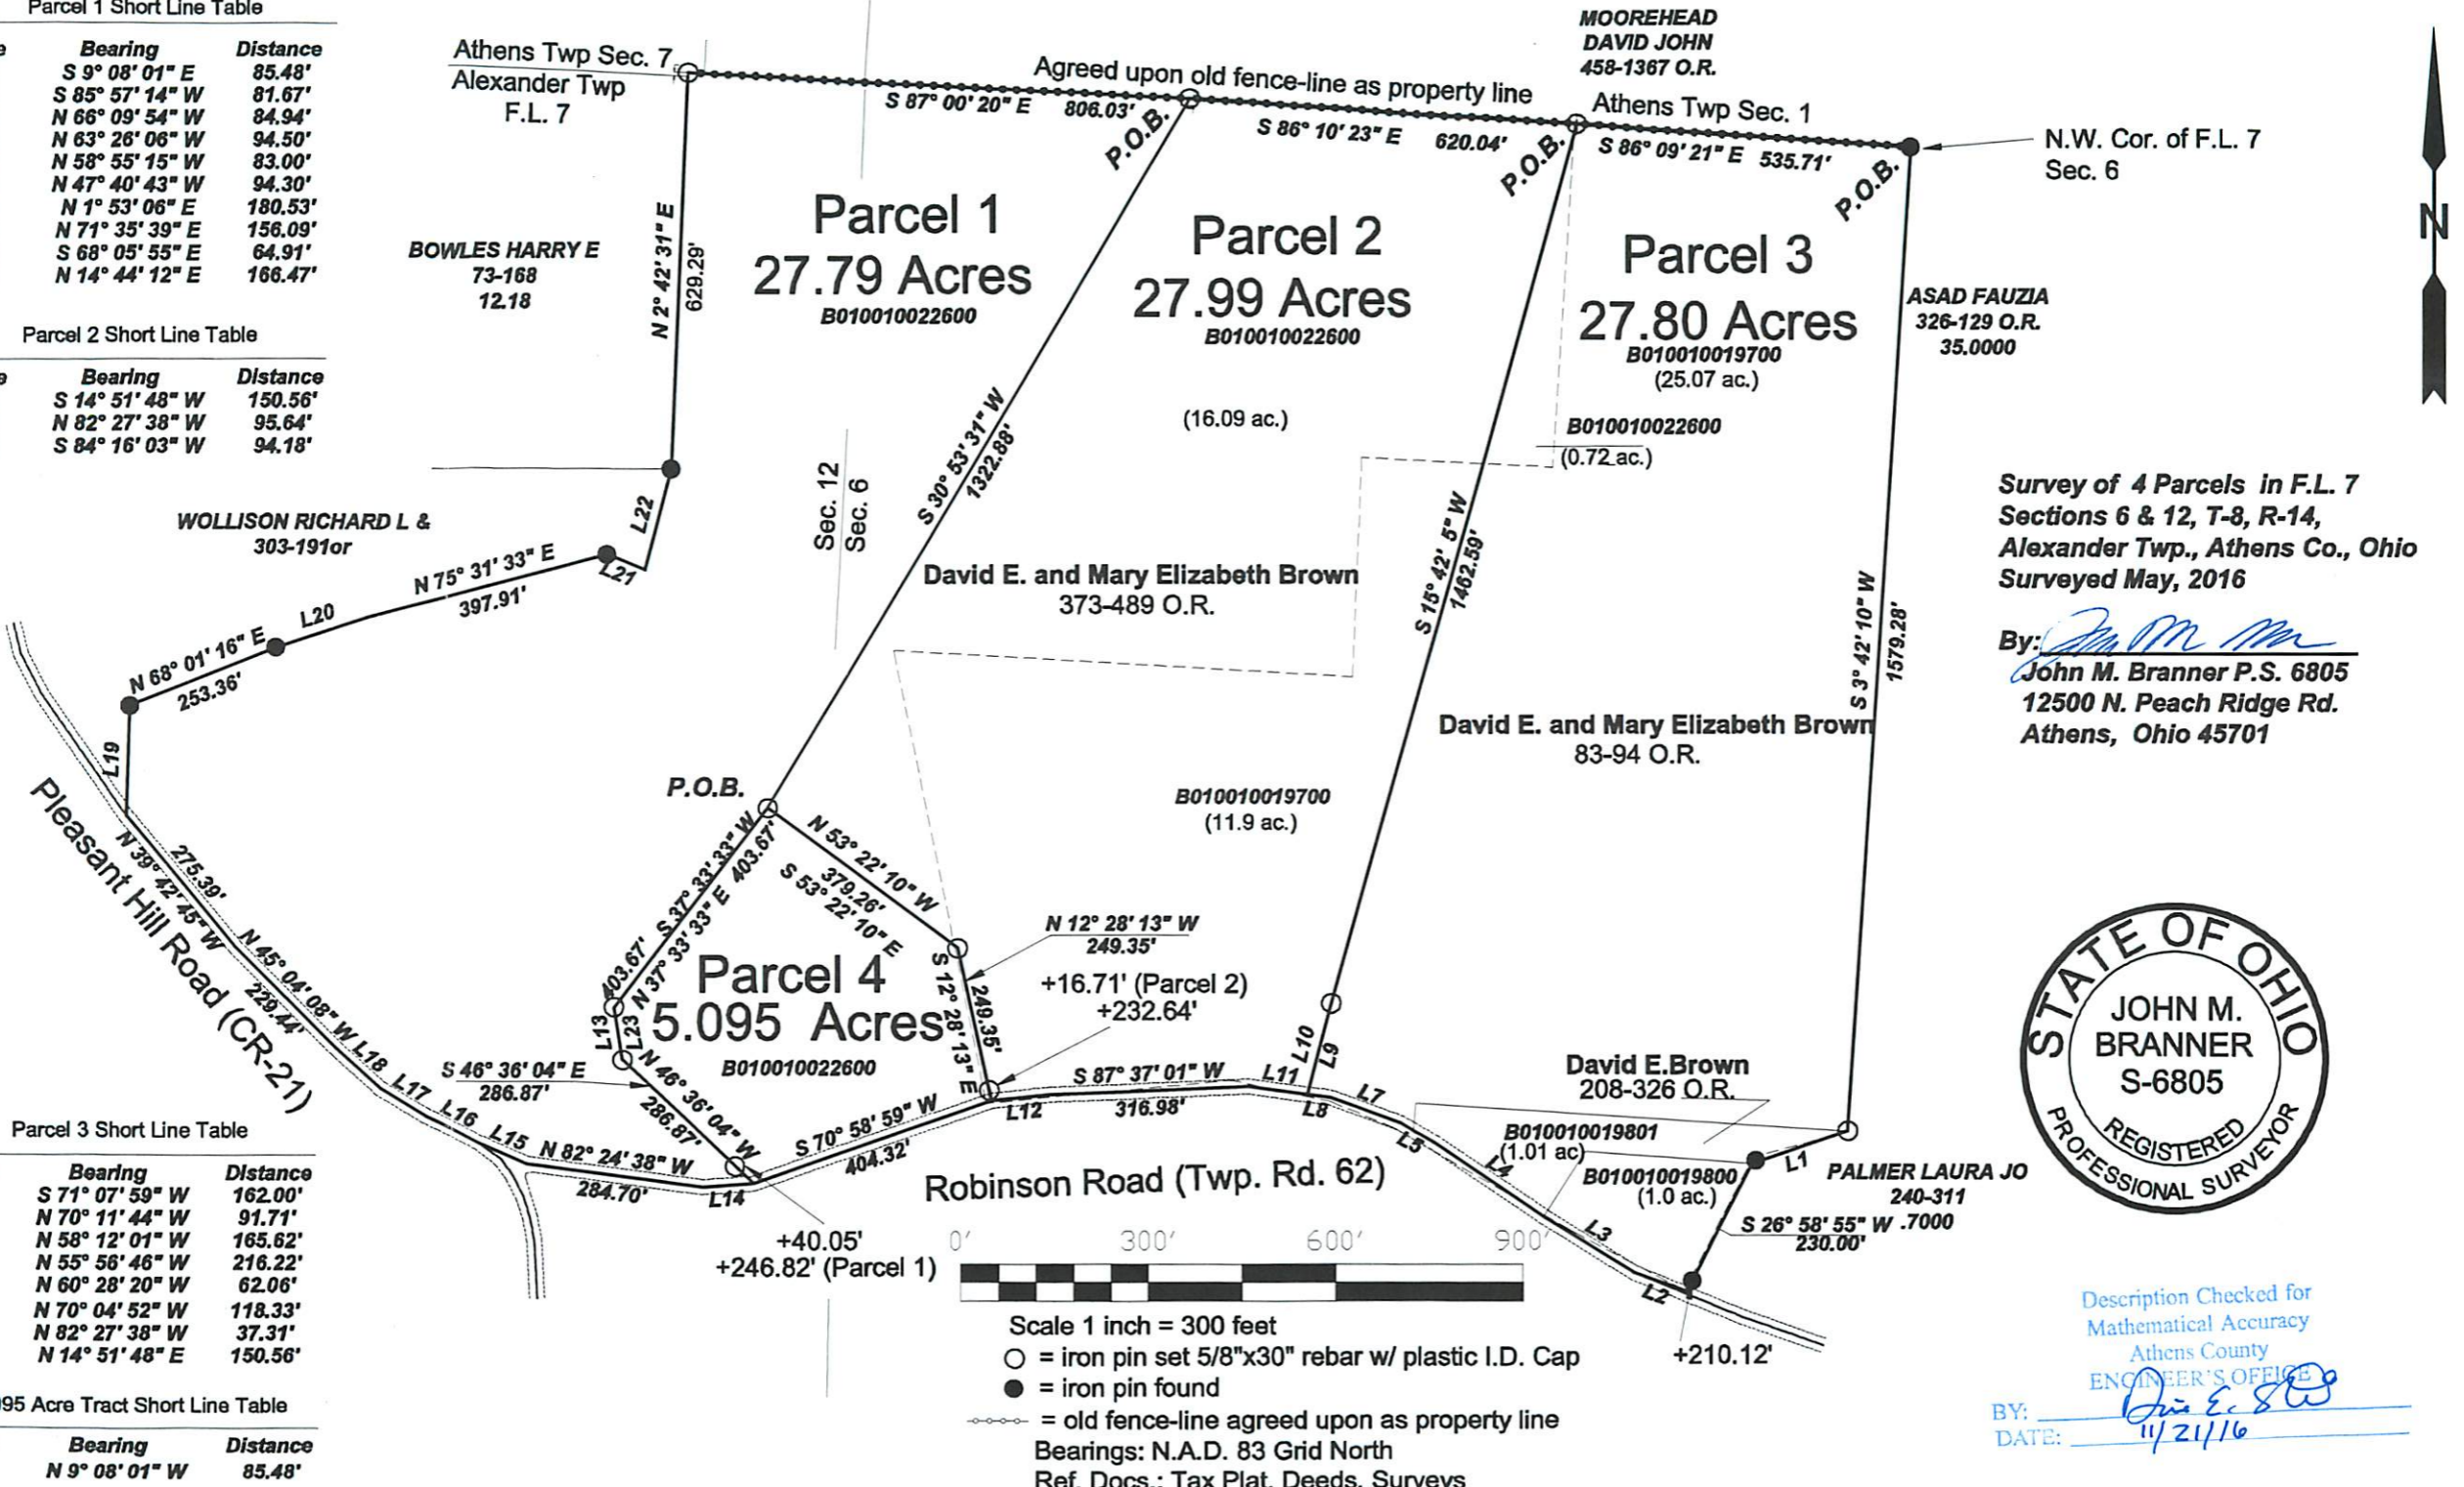 Parcel 1 Short Line Table
Bearing Distance
S 9° 08' 01" E 85.48'
S 85° 57' 14" W 81.67'
N 66° 09' 54" W 84.94'
N 63° 26' 06" W 94.50'
N 58° 55' 15" W 83.00'
N 47° 40' 43" W 94.30'
N 1° 53' 06" E 180.53'
N 71° 35' 39" E 156.09'
S 68° 05' 55" E 64.91'
N 14° 44' 12" E 166.47'
Parcel 2 Short Line Table
Bearing Distance
S 14° 51' 48" W 150.56'
N 82° 27' 38" W 95.64'
S 84° 16' 03" W 94.18'
Athens Twp Sec. 7
Alexander Twp
F.L. 7
Agreed upon old fence-line as property line
MOOREHEAD
DAVID JOHN
458-1367 O.R.
Athens Twp Sec. 1
S 87° 00' 20" E 806.03'
S 86° 10' 23" E 620.04'
S 86° 09' 21" E 535.71'
P.O.B.
P.O.B.
P.O.B.
N.W. Cor. of F.L. 7
Sec. 6
N
BOWLES HARRY E
73-168
12.18
N 2° 42' 31" E
629.29'
Parcel 1
27.79 Acres
B010010022600
Parcel 2
27.99 Acres
B010010022600
(16.09 ac.)
Parcel 3
27.80 Acres
B010010019700
(25.07 ac.)
B010010022600
(0.72 ac.)
ASAD FAUZIA
326-129 O.R.
35.0000
Survey of 4 Parcels in F.L. 7
Sections 6 & 12, T-8, R-14,
Alexander Twp., Athens Co., Ohio
Surveyed May, 2016
By:
John M. Branner P.S. 6805
12500 N. Peach Ridge Rd.
Athens, Ohio 45701
WOLLISON RICHARD L &
303-191or
L22
L21
N 75° 31' 33" E
397.91'
L20
N 68° 01' 16" E
253.36'
L19
Sec. 12
Sec. 6
S 30° 53' 31" W
1322.88'
David E. and Mary Elizabeth Brown
373-489 O.R.
S 15° 42' 5" W
1462.59'
S 3° 42' 10" W
1579.28'
David E. and Mary Elizabeth Brown
83-94 O.R.
B010010019700
(11.9 ac.)
P.O.B.
S 37° 33' 33" W
403.67'
N 37° 33' 33" E 403.67'
N 53° 22' 10" W
379.26'
S 53° 22' 10" E
Parcel 4
5.095 Acres
B010010022600
S 12° 28' 13" E
249.35'
N 12° 28' 13" W
249.35'
+16.71' (Parcel 2)
+232.64'
Pleasant Hill Road (CR-21)
275.39'
N 39° 42' 45" W
N 45° 04' 08" W
229.44'
L18
L17
L16
L15
L13
L23
S 46° 36' 04" E
286.87'
N 46° 36' 04" W
286.87'
N 82° 24' 38" W
284.70'
L14
S 70° 58' 59" W
404.32'
L12
S 87° 37' 01" W
316.98'
L11
L10
L9
L8
L7
L5
L4
L3
L2
L1
David E.Brown
208-326 O.R.
B010010019801
(1.01 ac)
B010010019800
(1.0 ac.)
PALMER LAURA JO
240-311
.7000
S 26° 58' 55" W
230.00'
+210.12'
+40.05'
+246.82' (Parcel 1)
Robinson Road (Twp. Rd. 62)
0' 300' 600' 900'
Scale 1 inch = 300 feet
= iron pin set 5/8"x30" rebar w/ plastic I.D. Cap
= iron pin found
= old fence-line agreed upon as property line
Bearings: N.A.D. 83 Grid North
Ref. Docs.: Tax Plat, Deeds, Surveys
Parcel 3 Short Line Table
Bearing Distance
S 71° 07' 59" W 162.00'
N 70° 11' 44" W 91.71'
N 58° 12' 01" W 165.62'
N 55° 56' 46" W 216.22'
N 60° 28' 20" W 62.06'
N 70° 04' 52" W 118.33'
N 82° 27' 38" W 37.31'
N 14° 51' 48" E 150.56'
95 Acre Tract Short Line Table
Bearing Distance
N 9° 08' 01" W 85.48'
STATE OF OHIO
JOHN M.
BRANNER
S-6805
REGISTERED
PROFESSIONAL SURVEYOR
Description Checked for
Mathematical Accuracy
Athens County
ENGINEER'S OFFICE
BY:
DATE: 11/21/16